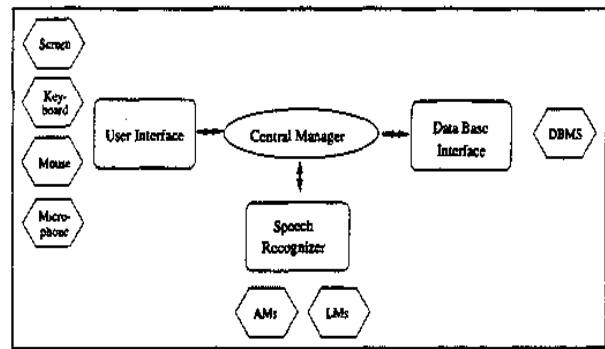 Screen
Key-
board
Mouse
Micro-
phone
User Interface
Central Manager
Data Base
Interface
DBMS
Speech
Recognizer
AMs
LMs